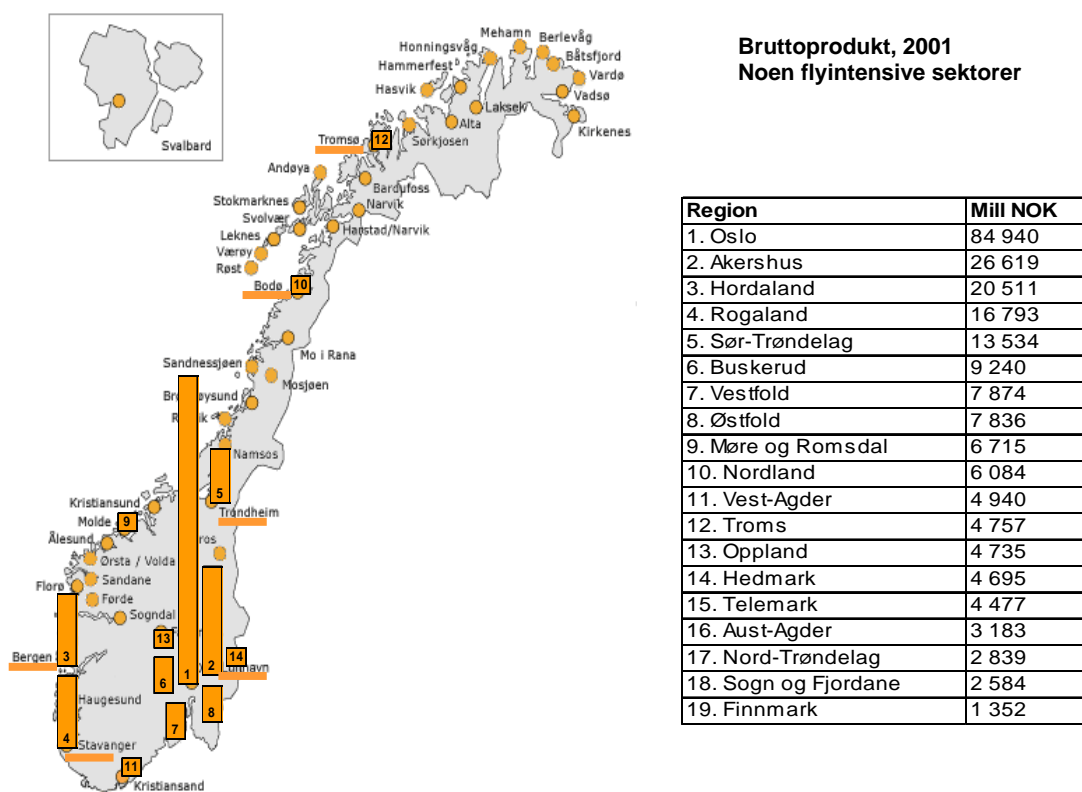 Bruttoprodukt, 2001
Noen flyintensive sektorer
Svalbard
Mehamn
Berlevåg
Honningsvåg
Båtsfjord
Hammerfest
Vardø
Hasvik
Vadsø
Laksek
Alta
Kirkenes
Tromsø
12
Sørkjosen
Andøya
Bardufoss
Stokmarknes
Narvik
Svolvær
Harstad/Narvik
Leknes
Værøy
Røst
Bodø
10
Mo i Rana
Sandnessjøen
Mosjøen
Namsos
5
Kristiansund
Trondheim
Molde
9
Ålesund
Ørsta / Volda
Sandane
Florø
Førde
Sogndal
13
Bergen
3
14
2
6
1
Haugesund
8
7
4
Stavanger
11
Kristiansand
Region Mill NOK
1. Oslo 84 940
2. Akershus 26 619
3. Hordaland 20 511
4. Rogaland 16 793
5. Sør-Trøndelag 13 534
6. Buskerud 9 240
7. Vestfold 7 874
8. Østfold 7 836
9. Møre og Romsdal 6 715
10. Nordland 6 084
11. Vest-Agder 4 940
12. Troms 4 757
13. Oppland 4 735
14. Hedmark 4 695
15. Telemark 4 477
16. Aust-Agder 3 183
17. Nord-Trøndelag 2 839
18. Sogn og Fjordane 2 584
19. Finnmark 1 352